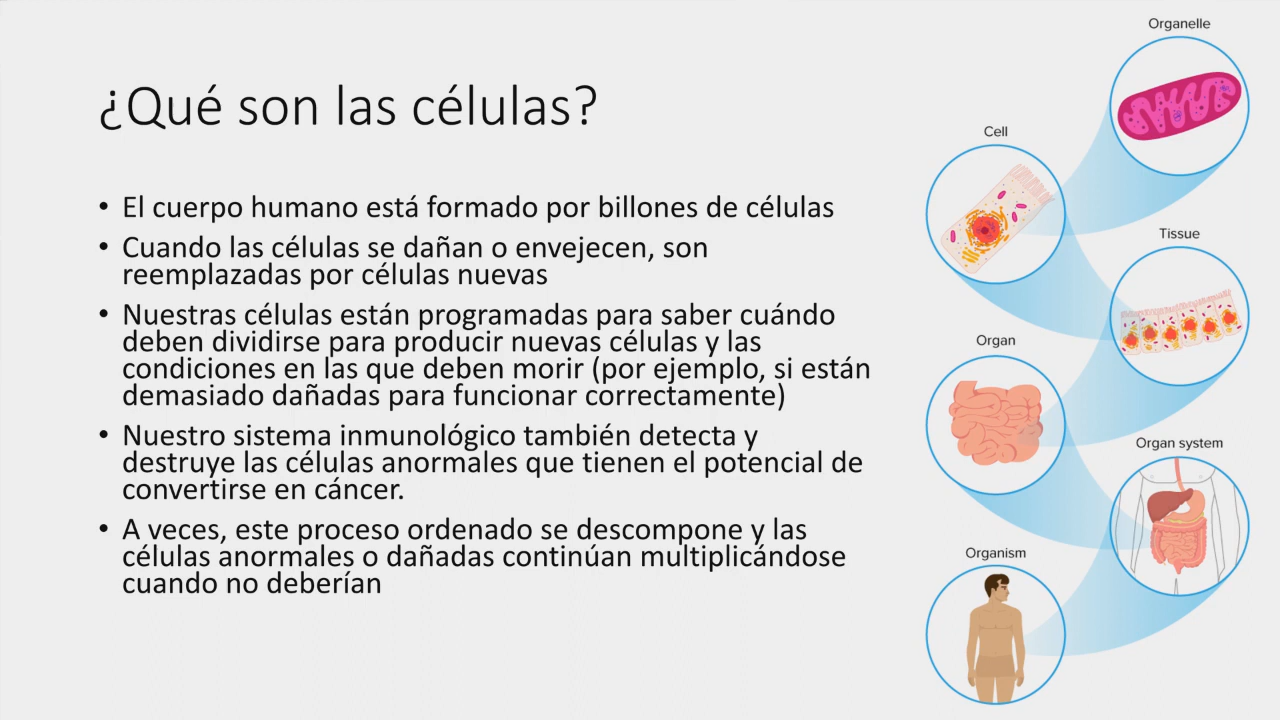 ¿Qué son las células?
• El cuerpo humano está formado por billones de células
• Cuando las células se dañan o envejecen, son
reemplazadas por células nuevas
• Nuestras células están programadas para saber cuándo
deben dividirse para producir nuevas células y las
condiciones en las que deben morir (por ejemplo, si están
demasiado dañadas para funcionar correctamente)
• Nuestro sistema inmunológico también detecta y
destruye las células anormales que tienen el potencial de
convertirse en cáncer.
• A veces, este proceso ordenado se descompone y las
células anormales o dañadas continúan multiplicándose
cuando no deberían
Organelle
Cell
Tissue
Organ
Organ system
Organism